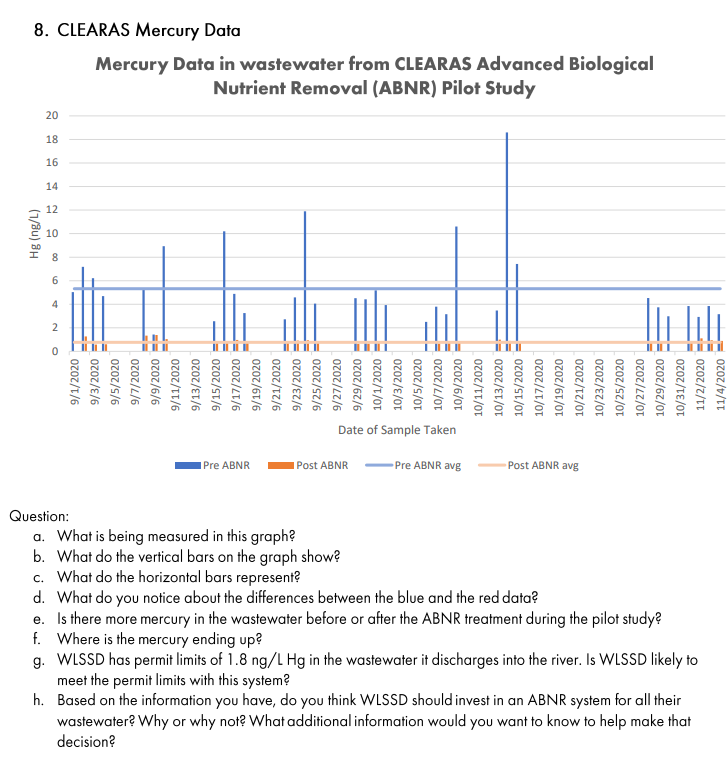 8. CLEARAS Mercury Data
Mercury Data in wastewater from CLEARAS Advanced Biological
Nutrient Removal (ABNR) Pilot Study
20
18
16
14
12
10
8
6
4
2
0
Hg (ng/L)
9/1/2020
9/3/2020
9/5/2020
9/7/2020
9/9/2020
9/11/2020
9/13/2020
9/15/2020
9/17/2020
9/19/2020
9/21/2020
9/23/2020
9/25/2020
9/27/2020
9/29/2020
10/1/2020
10/3/2020
10/5/2020
10/7/2020
10/9/2020
10/11/2020
10/13/2020
10/15/2020
10/17/2020
10/19/2020
10/21/2020
10/23/2020
10/25/2020
10/27/2020
10/29/2020
10/31/2020
11/2/2020
11/4/2020
Date of Sample Taken
Pre ABNR Post ABNR Pre ABNR avg Post ABNR avg
Question:
a. What is being measured in this graph?
b. What do the vertical bars on the graph show?
c. What do the horizontal bars represent?
d. What do you notice about the differences between the blue and the red data?
e. Is there more mercury in the wastewater before or after the ABNR treatment during the pilot study?
f. Where is the mercury ending up?
g. WLSSD has permit limits of 1.8 ng/L Hg in the wastewater it discharges into the river. Is WLSSD likely to
meet the permit limits with this system?
h. Based on the information you have, do you think WLSSD should invest in an ABNR system for all their
wastewater? Why or why not? What additional information would you want to know to help make that
decision?